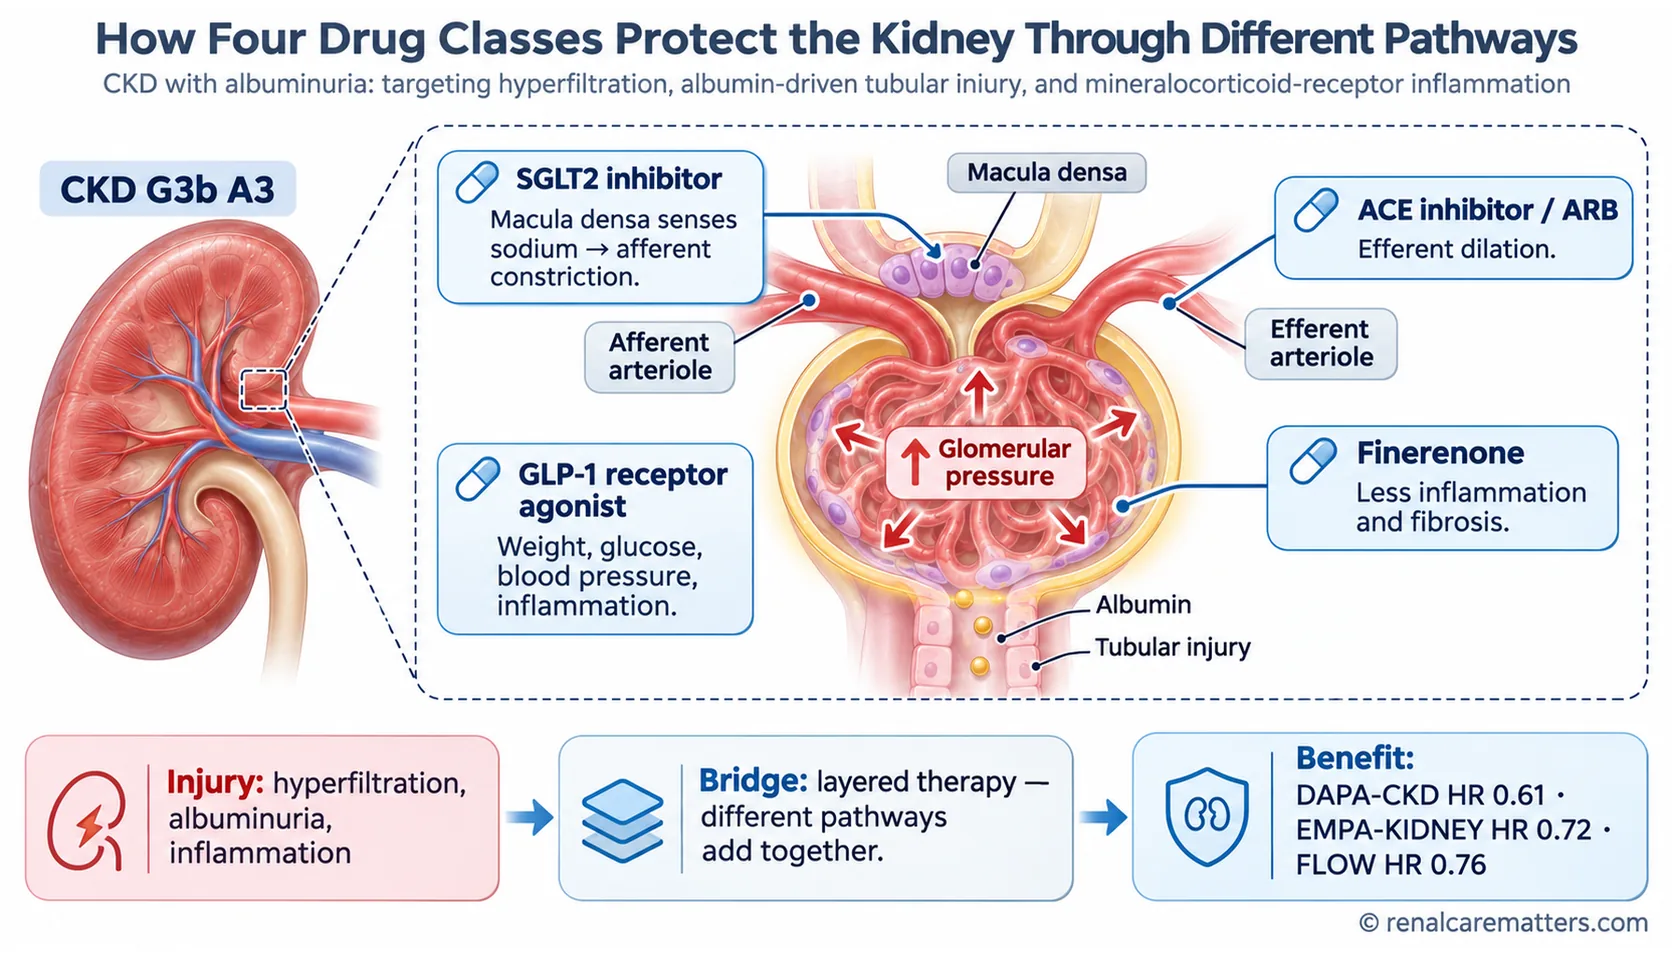 How Four Drug Classes Protect the Kidney Through Different Pathways
CKD with albuminuria: targeting hyperfiltration, albumin-driven tubular iniury, and mineralocorticoid-receptor inflammation
CKD G3b A3
SGLT2 inhibitor
Macula densa senses
sodium → afferent
constriction.
Macula densa
ACE inhibitor / ARB
Efferent dilation.
Afferent
arteriole
Efferent
arteriole
GLP-1 receptor
agonist
Weight, glucose,
blood pressure,
inflammation.
↑ Glomerular
pressure
Finerenone
Less inflammation
and fibrosis.
Albumin
Tubular injury
Injury: hyperfiltration,
albuminuria,
inflammation
Bridge: layered therapy —
different pathways
add together.
Benefit:
DAPA-CKD HR 0.61 ·
EMPA-KIDNEY HR 0.72 ·
FLOW HR 0.76
© renalcarematters.com